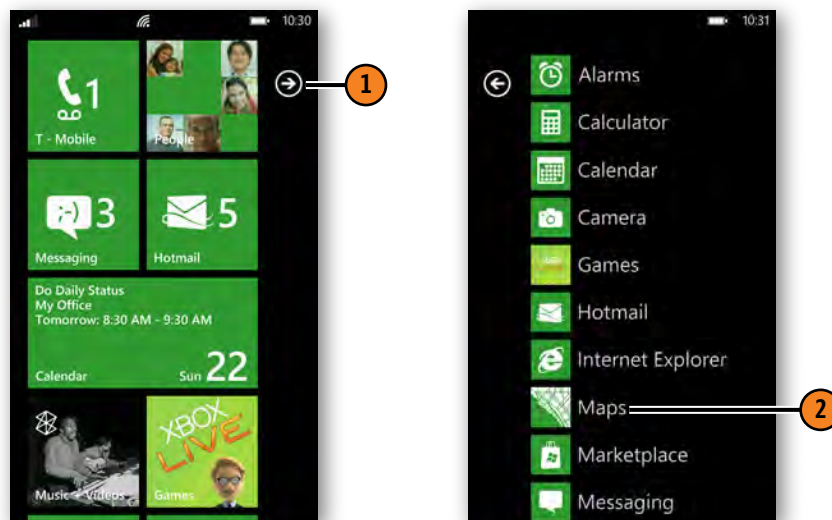 10:30
1
T - Mobile
People
3
Messaging
5
Hotmail
Do Daily Status
My Office
Tomorrow: 8:30 AM - 9:30 AM
Calendar
Sun 22
Music + Videos
XBOX
LIVE
Games
1
10:31
Alarms
Calculator
Calendar
Camera
Games
Hotmail
Internet Explorer
Maps
Marketplace
Messaging
2